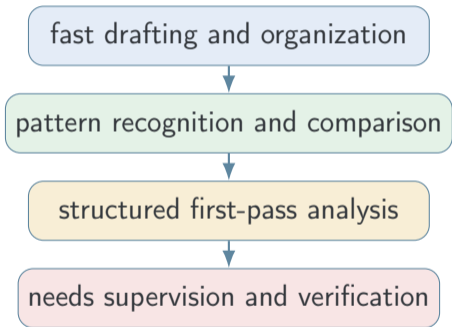 fast drafting and organization
pattern recognition and comparison
structured first-pass analysis
needs supervision and verification